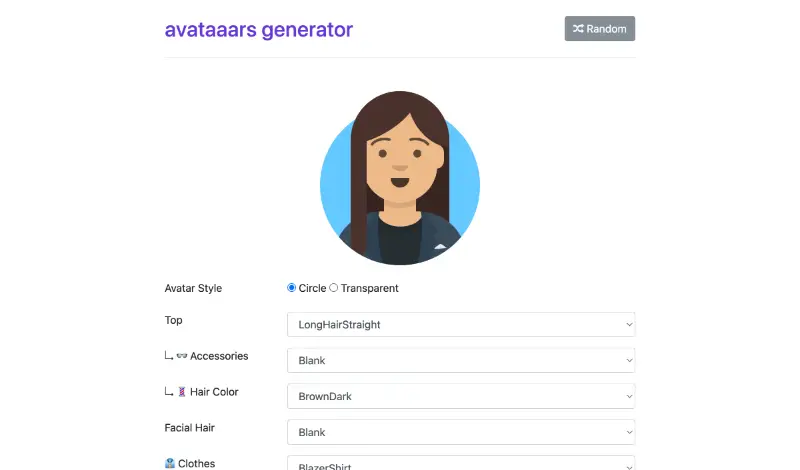 avataaars generator
Random
Avatar Style
Circle Transparent
Top
LongHairStraight
Accessories
Blank
Hair Color
BrownDark
Facial Hair
Blank
Clothes
BlazerShirt